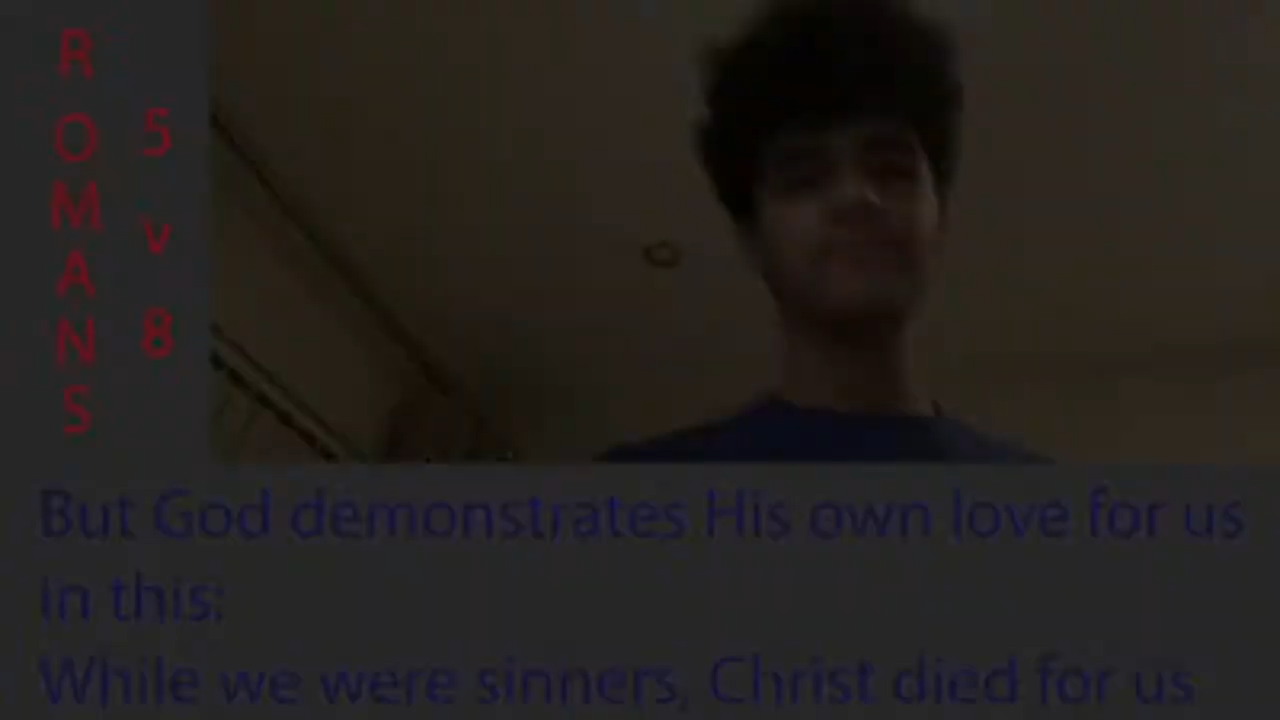 ROMANS
5 v 8
But God demonstrates His own love for us
in this:
While we were sinners, Christ died for us